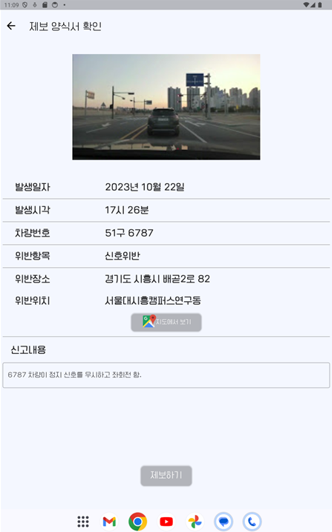 11:09
제보 양식서 확인
발생일자 2023년 10월 22일
발생시각 17시 26분
차량번호 51구 6787
위반항목 신호위반
위반장소 경기도 시흥시 배곧2로 82
위반위치 서울대시흥캠퍼스연구동
지도에서 보기
신고내용
6787 차량이 정지 신호를 무시하고 좌회전 함.
제보하기